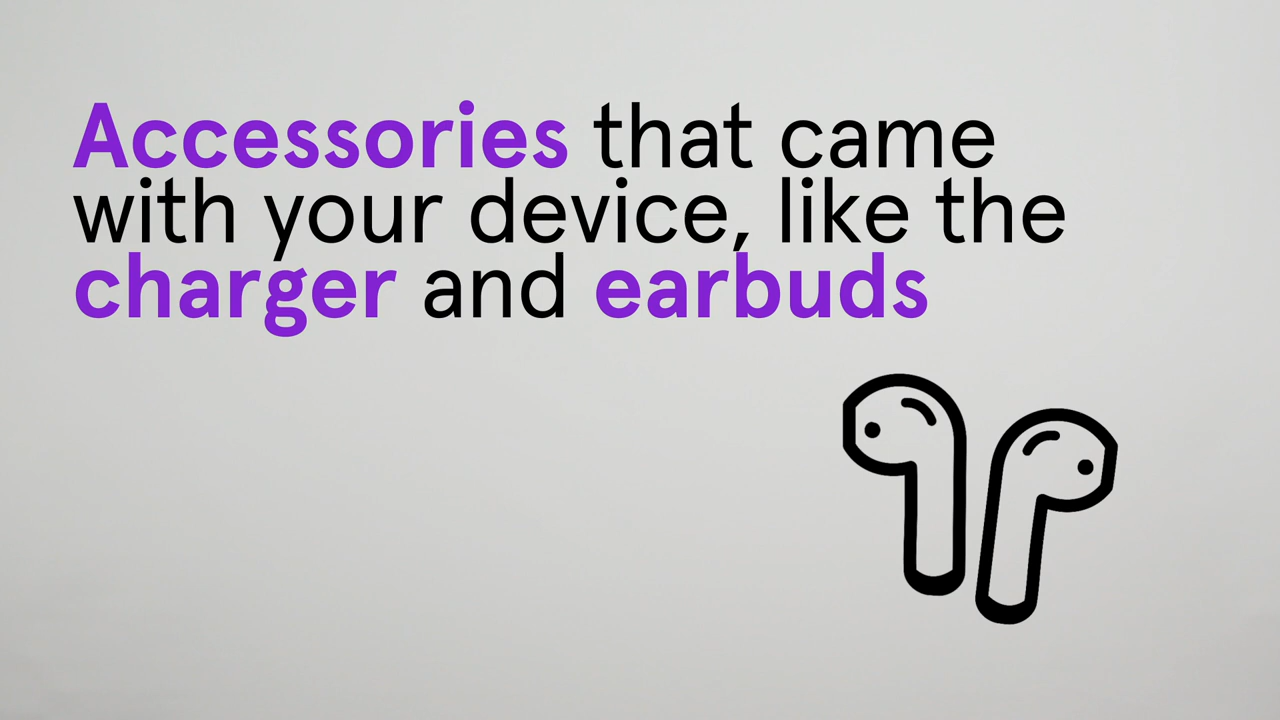 Accessories that came
with your device, like the
charger and earbuds